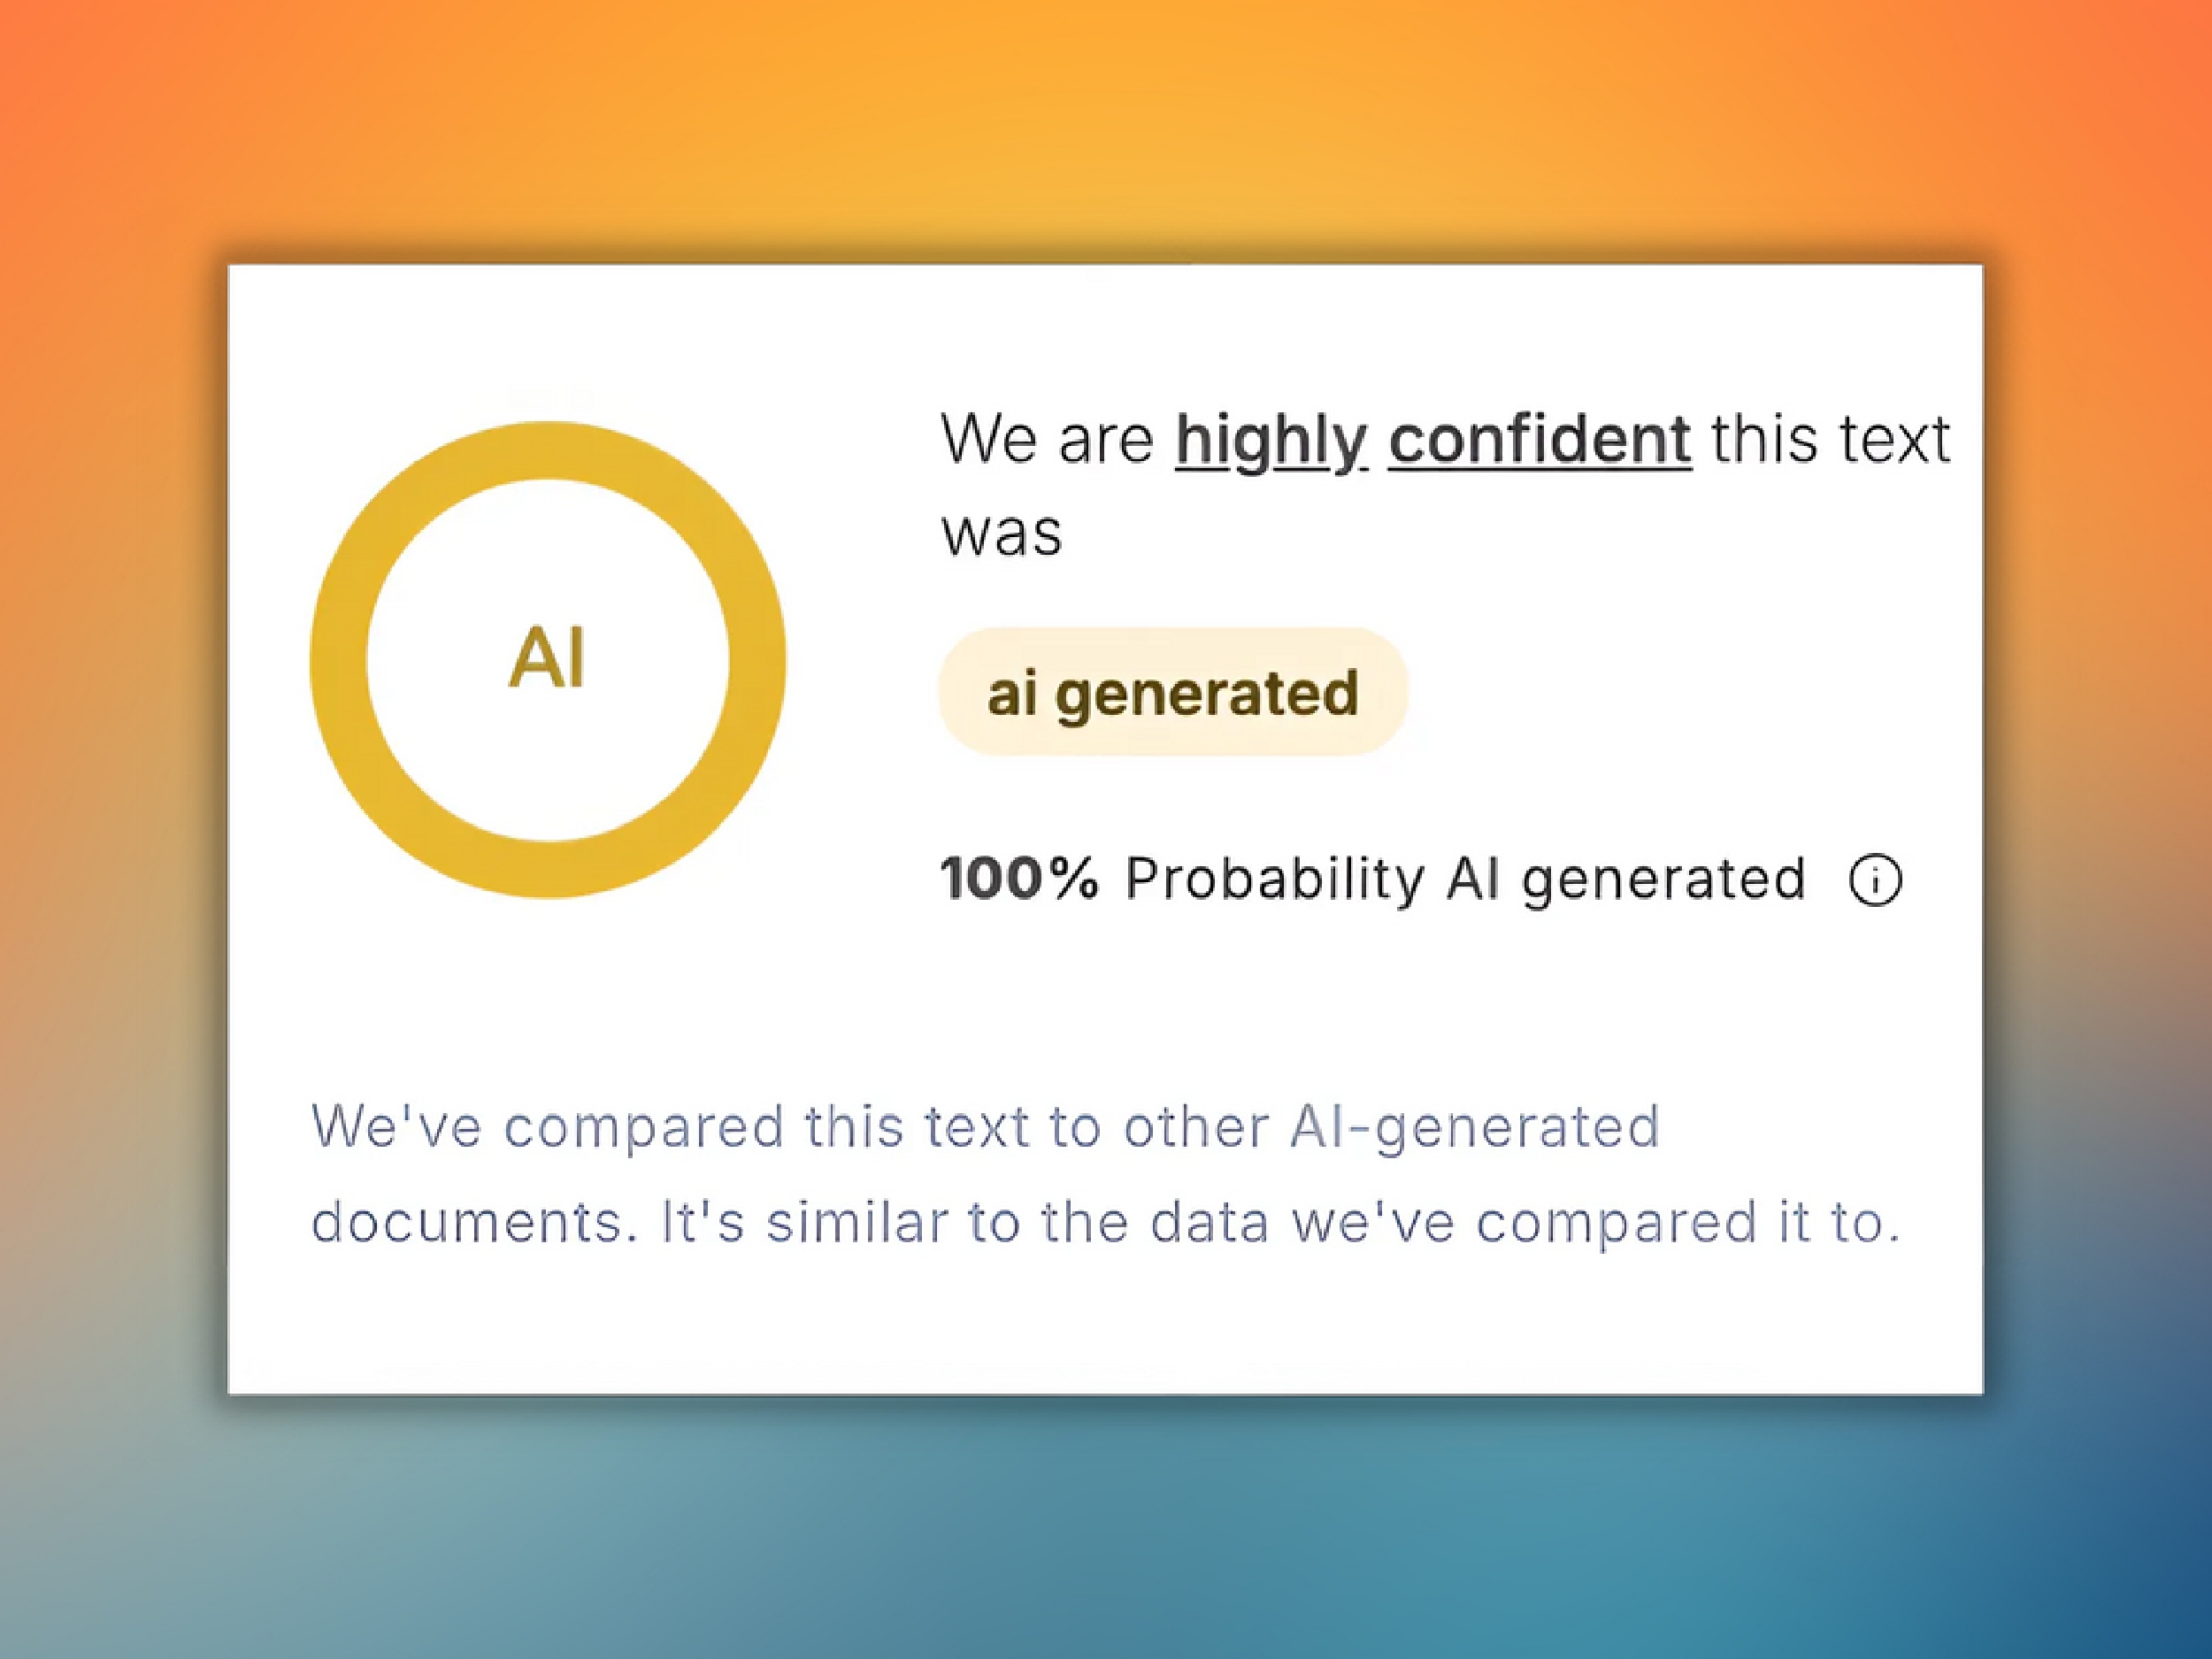 AI
We are highly confident this text
was
ai generated
100% Probability AI generated
We've compared this text to other AI-generated
documents. It's similar to the data we've compared it to.